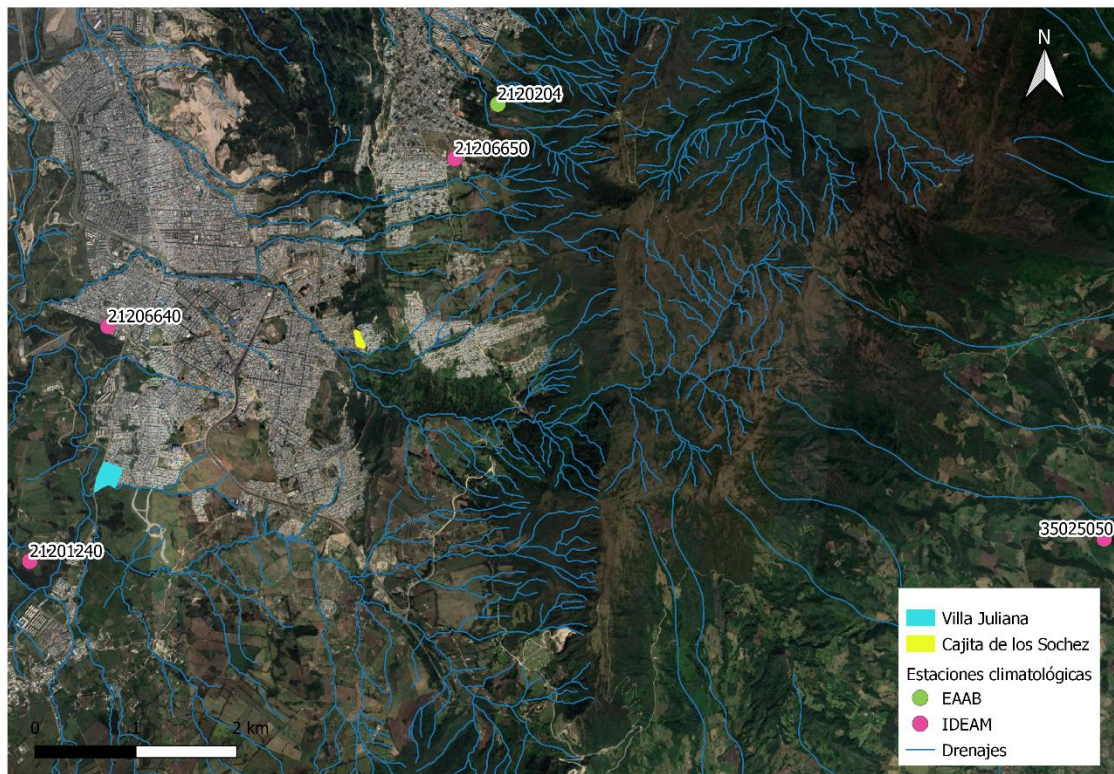 N
2120204
21206650
21206640
21201240
35025050
Villa Juliana
Cajita de los Sochez
Estaciones climatológicas
EAAB
IDEAM
Drenajes
0 1 2 km